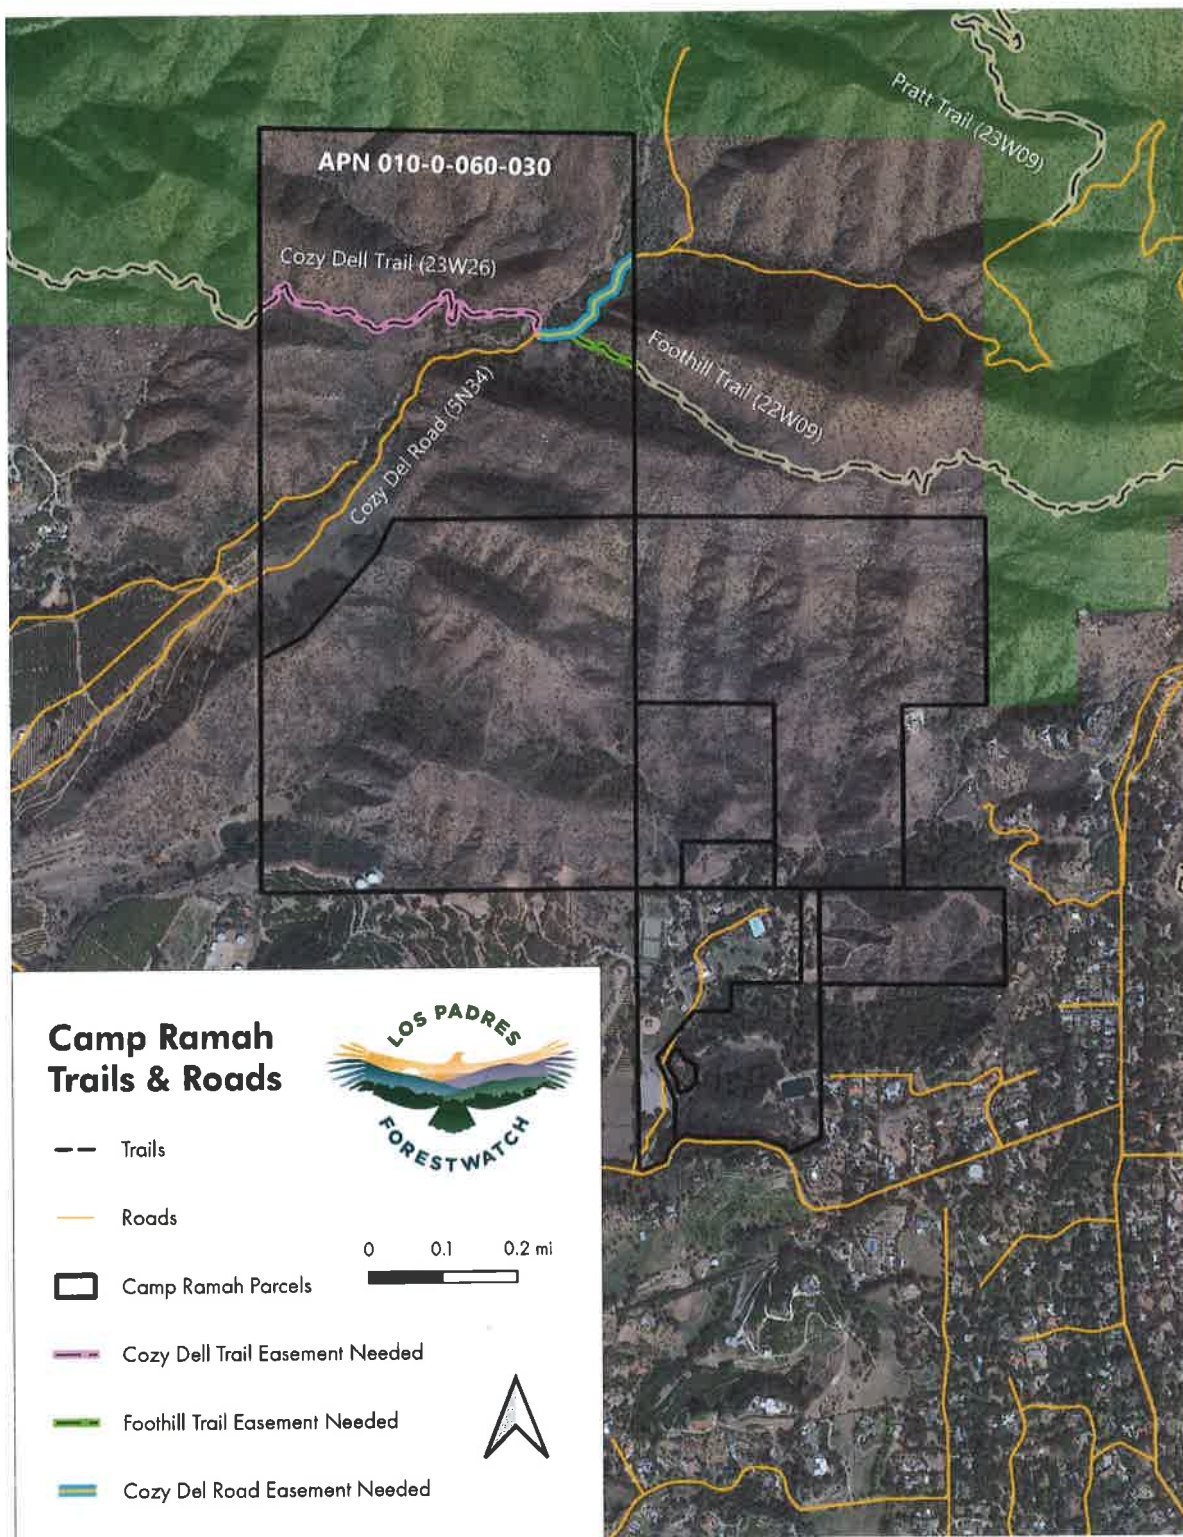 Pratt Trail (23W09)
APN 010-0-060-030
Cozy Dell Trail (23W26)
Foothill Trail (22W09)
Cozy Del Road (5N34)
Camp Ramah
Trails & Roads
LOS PADRES
FORESTWATCH
Trails
Roads
0 0.1 0.2 mi
Camp Ramah Parcels
Cozy Dell Trail Easement Needed
Foothill Trail Easement Needed
Cozy Del Road Easement Needed